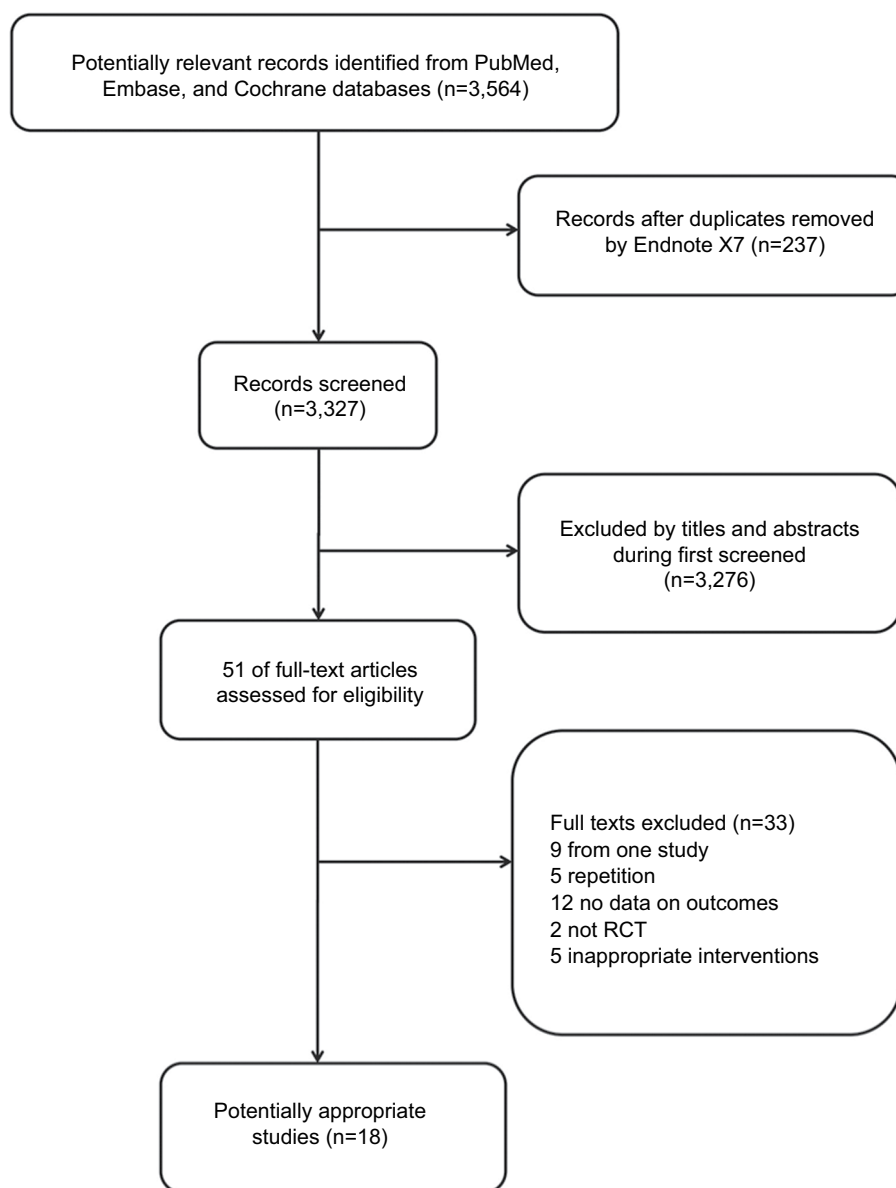 Potentially relevant records identified from PubMed,
Embase, and Cochrane databases (n=3,564)
Records after duplicates removed
by Endnote X7 (n=237)
Records screened
(n=3,327)
Excluded by titles and abstracts
during first screened
(n=3,276)
51 of full-text articles
assessed for eligibility
Full texts excluded (n=33)
9 from one study
5 repetition
12 no data on outcomes
2 not RCT
5 inappropriate interventions
Potentially appropriate
studies (n=18)